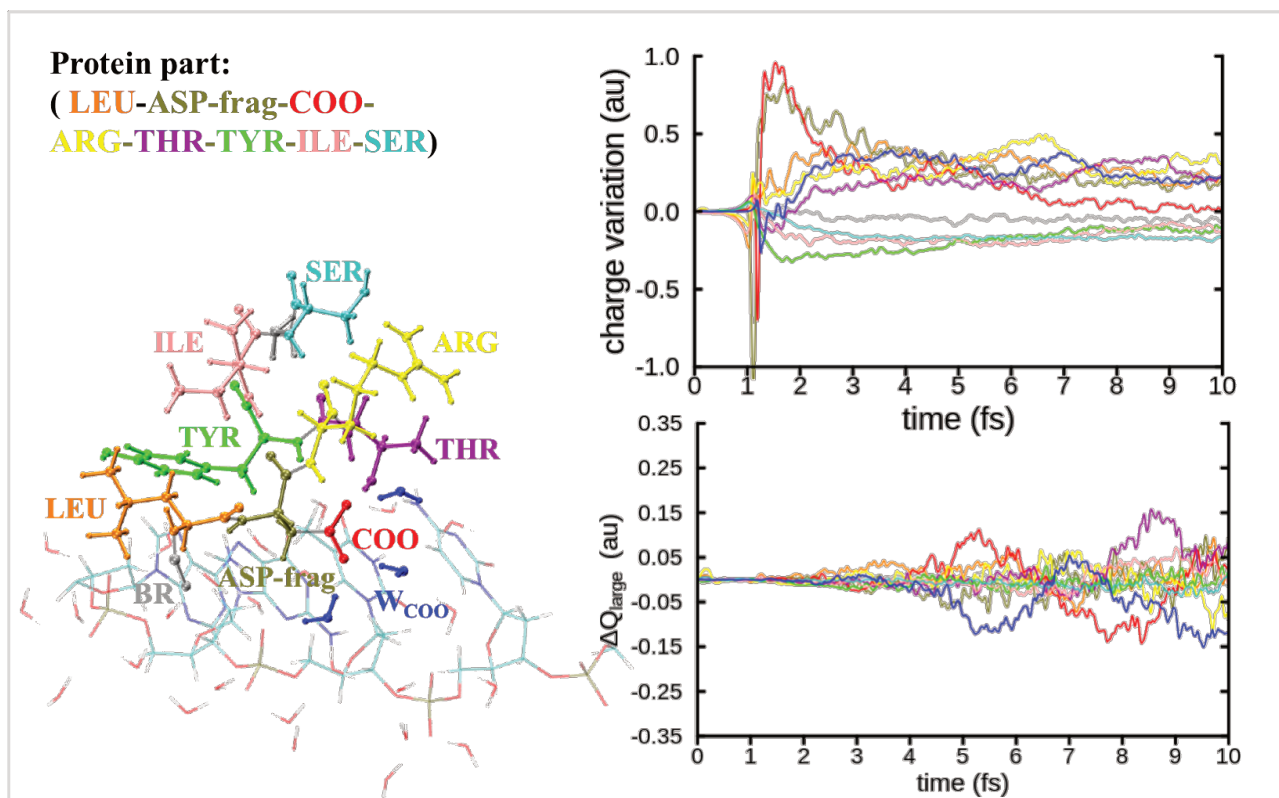 Protein part:
( LEU-ASP-frag-COO-
ARG-THR-TYR-ILE-SER)
SER
ILE
ARG
TYR
THR
LEU
COO
ASP-frag
BR
W_COO
charge variation (au)
1.0
0.5
0.0
-0.5
-1.0
0 1 2 3 4 5 6 7 8 9 10
time (fs)
ΔQ_large (au)
0.35
0.25
0.15
0.05
-0.05
-0.15
-0.25
-0.35
0 1 2 3 4 5 6 7 8 9 10
time (fs)